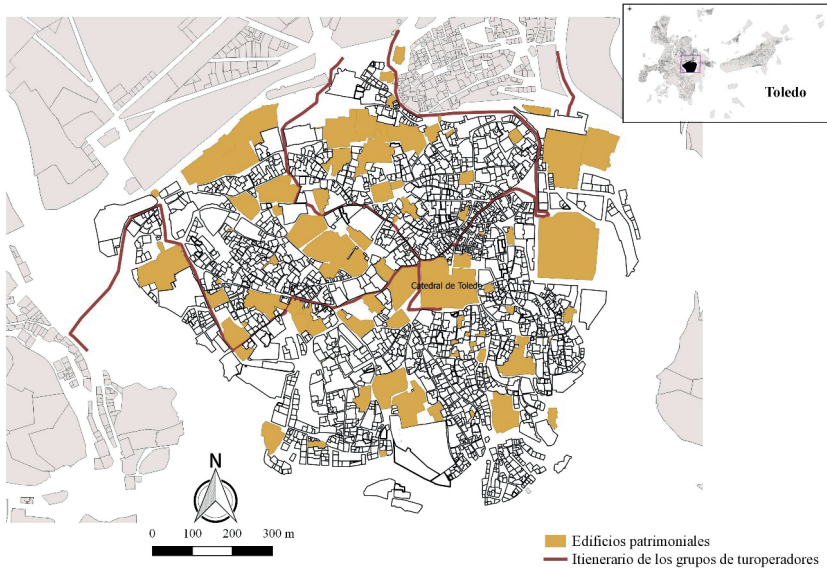 Toledo
Catedral de Toledo
N
0 100 200 300 m
Edificios patrimoniales
Itienerario de los grupos de turoperadores